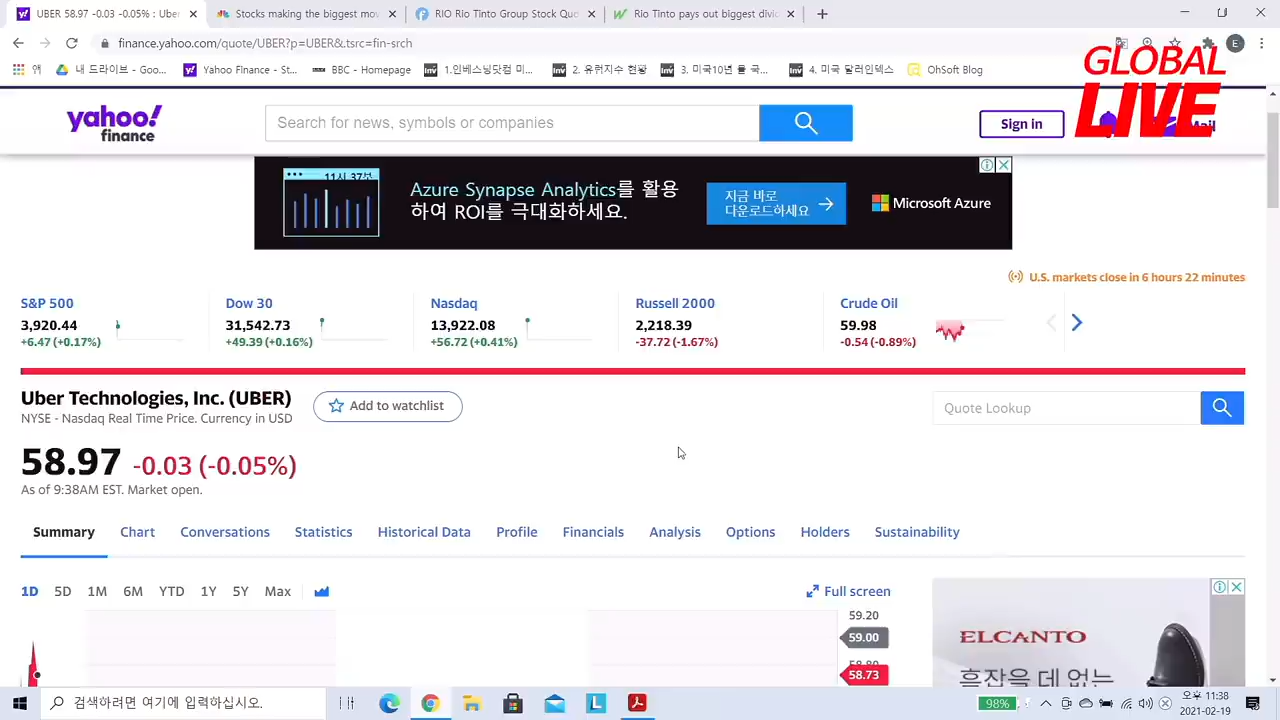 UBER 58.97 -0.03 -0.05% : Uber
Stocks making the biggest mov
RIO: Rio Tinto Group Stock Quo
Rio Tinto pays out biggest divid
finance.yahoo.com/quote/UBER?p=UBER&.tsrc=fin-srch
E
앱
내 드라이브 - Goo...
Yahoo Finance - St...
BBC - Homepage
1.인베스팅닷컴 미...
2. 유럽지수 현황
3. 미국10년 률 국...
4. 미국 달러인덱스
OhSoft Blog
GLOBAL
LIVE
yahoo!
finance
Search for news, symbols or companies
Sign in
Mail
11시 37분
Azure Synapse Analytics를 활용
하여 ROI를 극대화하세요.
지금 바로
다운로드하세요
Microsoft Azure
U.S. markets close in 6 hours 22 minutes
S&P 500
3,920.44
+6.47 (+0.17%)
Dow 30
31,542.73
+49.39 (+0.16%)
Nasdaq
13,922.08
+56.72 (+0.41%)
Russell 2000
2,218.39
-37.72 (-1.67%)
Crude Oil
59.98
-0.54 (-0.89%)
Uber Technologies, Inc. (UBER)
Add to watchlist
NYSE - Nasdaq Real Time Price. Currency in USD
Quote Lookup
58.97 -0.03 (-0.05%)
As of 9:38AM EST. Market open.
Summary Chart Conversations Statistics Historical Data Profile Financials Analysis Options Holders Sustainability
1D 5D 1M 6M YTD 1Y 5Y Max
Full screen
59.20
59.00
58.80
58.73
ELCANTO
흐잡을 데 없는
검색하려면 여기에 입력하십시오.
98%
오후 11:38
2021-02-19